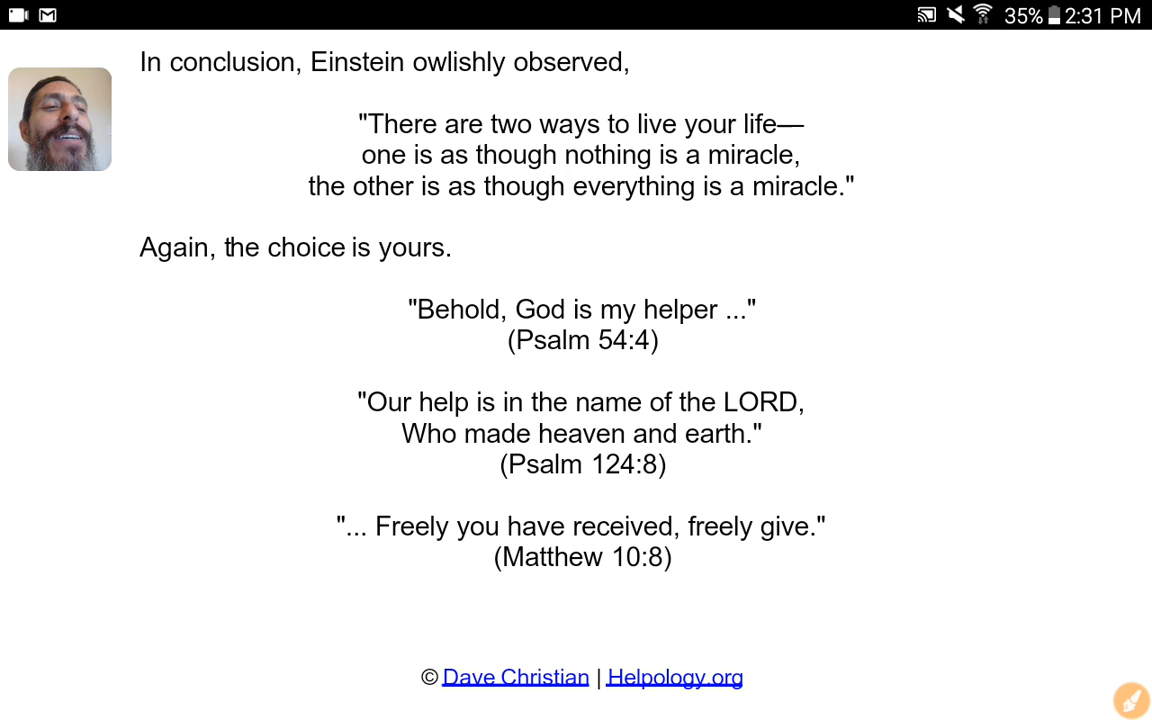 35% 2:31 PM
In conclusion, Einstein owlishly observed,
"There are two ways to live your life—
one is as though nothing is a miracle,
the other is as though everything is a miracle."
Again, the choice is yours.
"Behold, God is my helper ..."
(Psalm 54:4)
"Our help is in the name of the LORD,
Who made heaven and earth."
(Psalm 124:8)
"... Freely you have received, freely give."
(Matthew 10:8)
© Dave Christian | Helpology.org